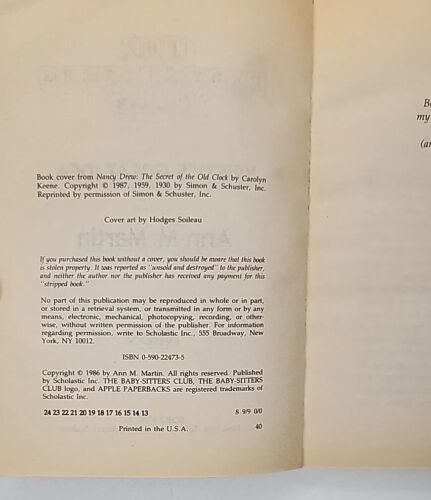 Book cover from Nancy Drew: The Secret of the Old Clock by Carolyn
Keene. Copyright © 1987, 1959, 1930 by Simon & Schuster, Inc.
Reprinted by permission of Simon & Schuster, Inc.
Cover art by Hodges Soileau
If you purchased this book without a cover, you should be aware that this book
is stolen property. It was reported as "unsold and destroyed" to the publisher,
and neither the author nor the publisher has received any payment for this
"stripped book."
No part of this publication may be reproduced in whole or in part,
or stored in a retrieval system, or transmitted in any form or by any
means, electronic, mechanical, photocopying, recording, or other-
wise, without written permission of the publisher. For information
regarding permission, write to Scholastic Inc., 555 Broadway, New
York, NY 10012.
ISBN 0-590-22473-5
Copyright © 1986 by Ann M. Martin. All rights reserved. Published
by Scholastic Inc. THE BABY-SITTERS CLUB, THE BABY-SITTERS
CLUB logo, and APPLE PAPERBACKS are registered trademarks of
Scholastic Inc.
24 23 22 21 20 19 18 17 16 15 14 13 8 9/9 0/0
Printed in the U.S.A. 40
my
(an
Ann M. Martin